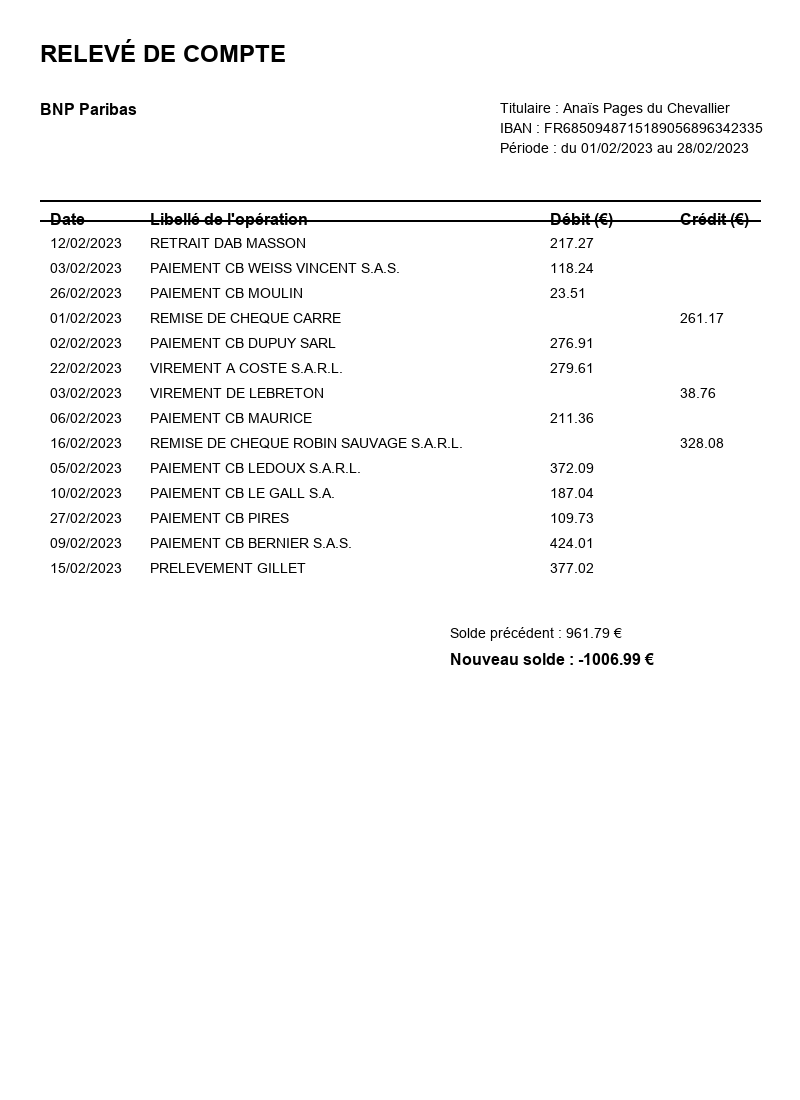 RELEVÉ DE COMPTE
BNP Paribas
Titulaire : Anaïs Pages du Chevallier
IBAN : FR6850948715189056896342335
Période : du 01/02/2023 au 28/02/2023
Date Libellé de l'opération Débit (€) Crédit (€)
12/02/2023 RETRAIT DAB MASSON 217.27
03/02/2023 PAIEMENT CB WEISS VINCENT S.A.S. 118.24
26/02/2023 PAIEMENT CB MOULIN 23.51
01/02/2023 REMISE DE CHEQUE CARRE 261.17
02/02/2023 PAIEMENT CB DUPUY SARL 276.91
22/02/2023 VIREMENT A COSTE S.A.R.L. 279.61
03/02/2023 VIREMENT DE LEBRETON 38.76
06/02/2023 PAIEMENT CB MAURICE 211.36
16/02/2023 REMISE DE CHEQUE ROBIN SAUVAGE S.A.R.L. 328.08
05/02/2023 PAIEMENT CB LEDOUX S.A.R.L. 372.09
10/02/2023 PAIEMENT CB LE GALL S.A. 187.04
27/02/2023 PAIEMENT CB PIRES 109.73
09/02/2023 PAIEMENT CB BERNIER S.A.S. 424.01
15/02/2023 PRELEVEMENT GILLET 377.02
Solde précédent : 961.79 €
Nouveau solde : -1006.99 €